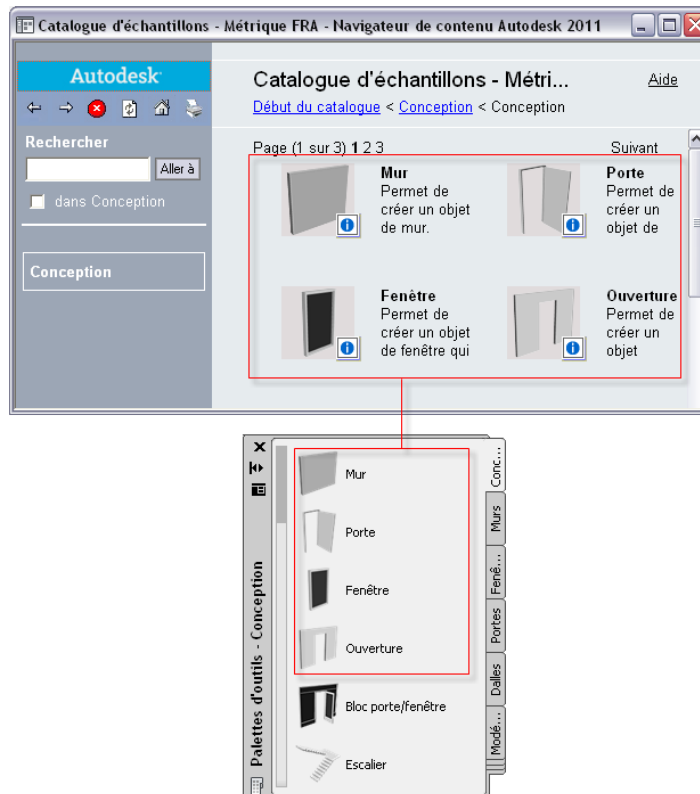 Catalogue d'échantillons - Métrique FRA - Navigateur de contenu Autodesk 2011
Autodesk
Catalogue d'échantillons - Métri...
Aide
Début du catalogue < Conception < Conception
Rechercher
Aller à
dans Conception
Conception
Page (1 sur 3) 1 2 3
Suivant
Mur
Permet de
créer un objet
de mur.
Porte
Permet de
créer un
objet de
Fenêtre
Permet de
créer un objet
de fenêtre qui
Ouverture
Permet de
créer un
objet
Palettes d'outils - Conception
Mur
Porte
Fenêtre
Ouverture
Bloc porte/fenêtre
Escalier
Conc...
Murs
Fenê...
Portes
Dalles
Modé...